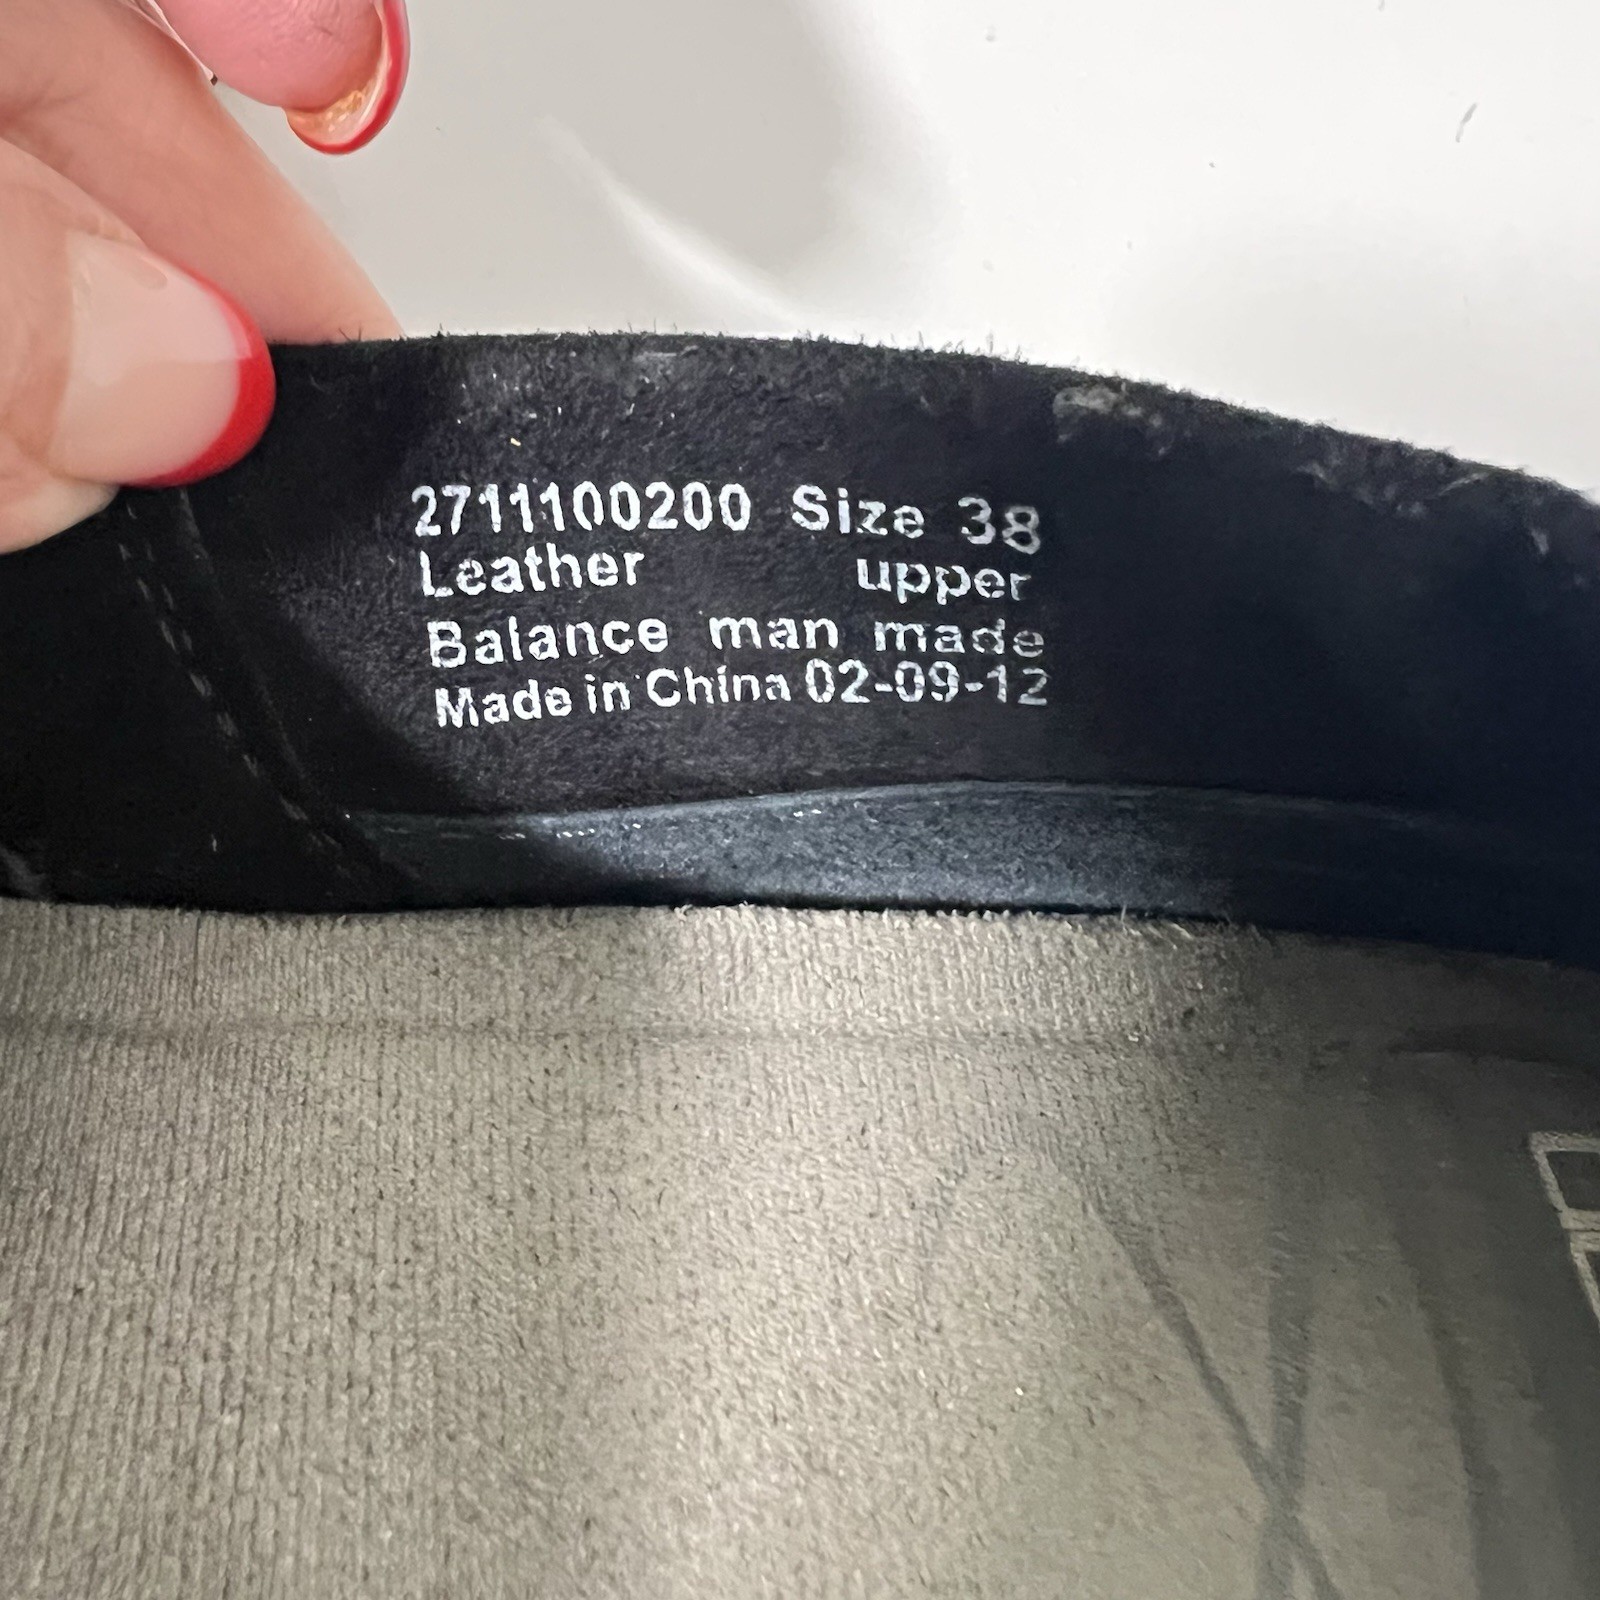 2711100200 Size 38
Leather upper
Balance man made
Made in China 02-09-12